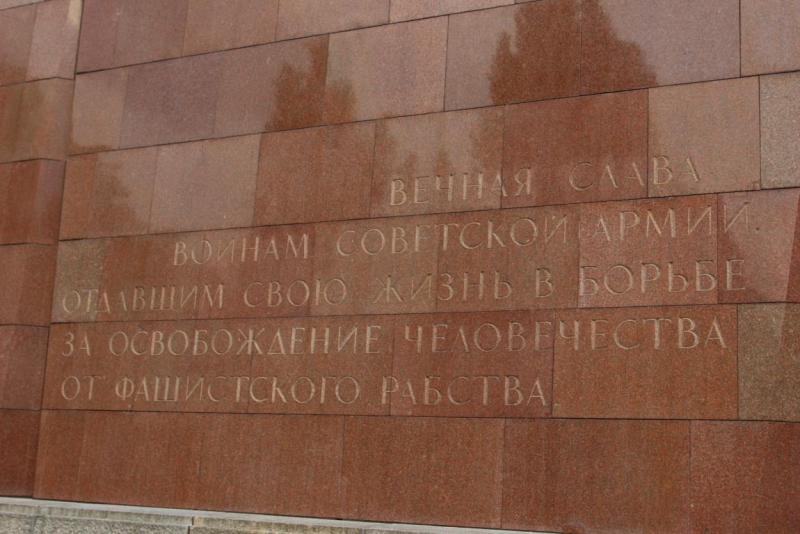 ВЕЧНАЯ СЛАВА
ВОИНАМ СОВЕТСКОЙ АРМИИ,
ОТДАВШИМ СВОЮ ЖИЗНЬ В БОРЬБЕ
ЗА ОСВОБОЖДЕНИЕ ЧЕЛОВЕЧЕСТВА
ОТ ФАШИСТСКОГО РАБСТВА.